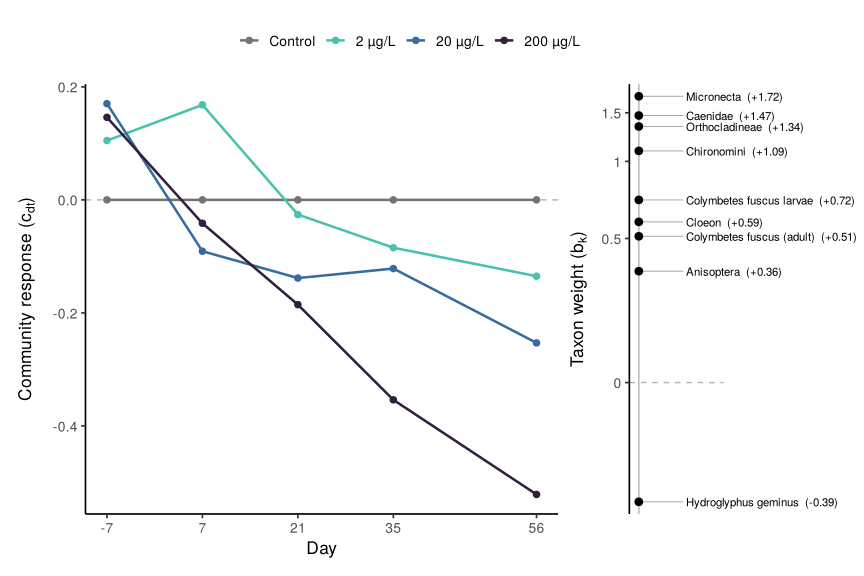 Control 2 µg/L 20 µg/L 200 µg/L
Community response (c_dt)
0.2
0.0
-0.2
-0.4
-7 7 21 35 56
Day
Taxon weight (b_k)
1.5
1
0.5
0
Micronecta (+1.72)
Caenidae (+1.47)
Orthocladineae (+1.34)
Chironomini (+1.09)
Colymbetes fuscus larvae (+0.72)
Cloeon (+0.59)
Colymbetes fuscus (adult) (+0.51)
Anisoptera (+0.36)
Hydroglyphus geminus (-0.39)